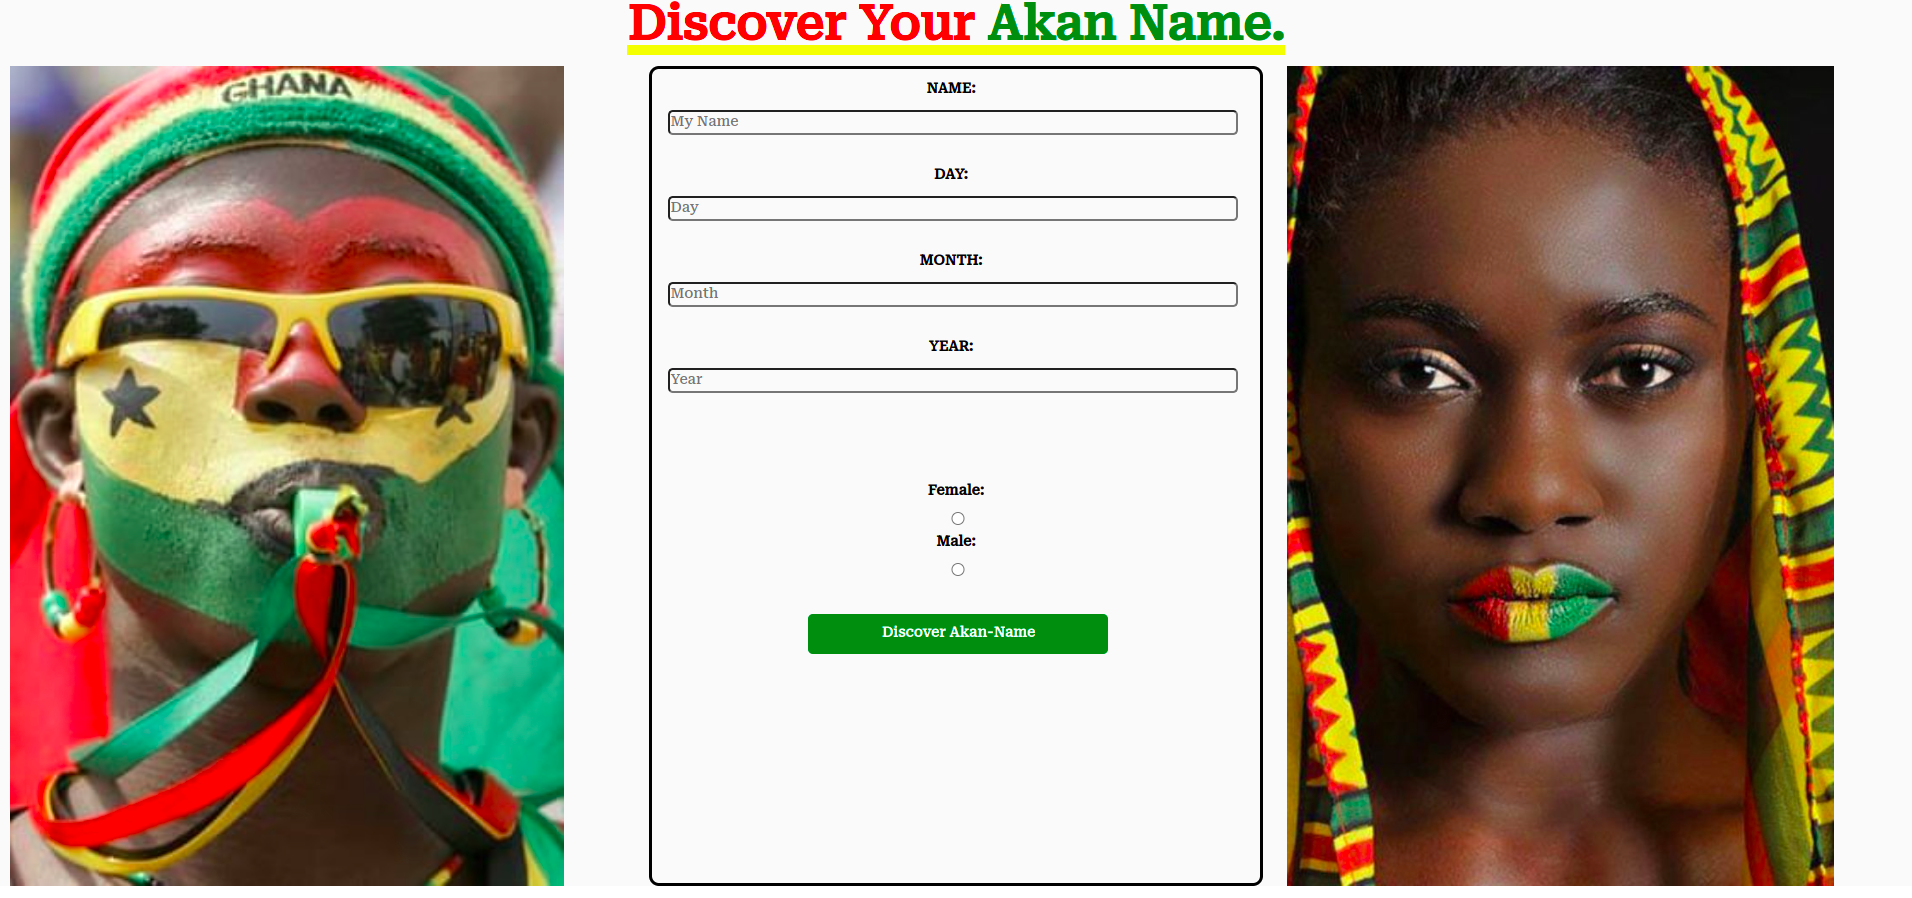 Discover Your Akan Name.
GHANA
NAME:
My Name
DAY:
Day
MONTH:
Month
YEAR:
Year
Female:
Male:
Discover Akan-Name